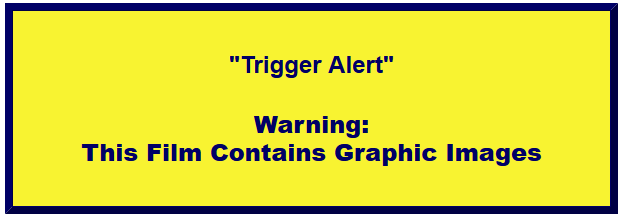 "Trigger Alert"
Warning:
This Film Contains Graphic Images